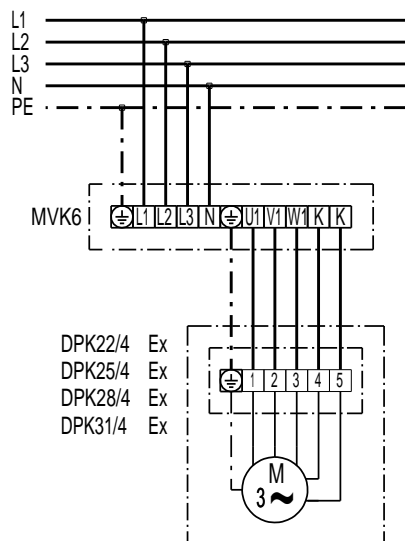 L1
L2
L3
N
PE
MVK6 L1 L2 L3 N U1 V1 W1 K K
DPK22/4 Ex
DPK25/4 Ex
DPK28/4 Ex
DPK31/4 Ex
1 2 3 4 5
M
3 ~